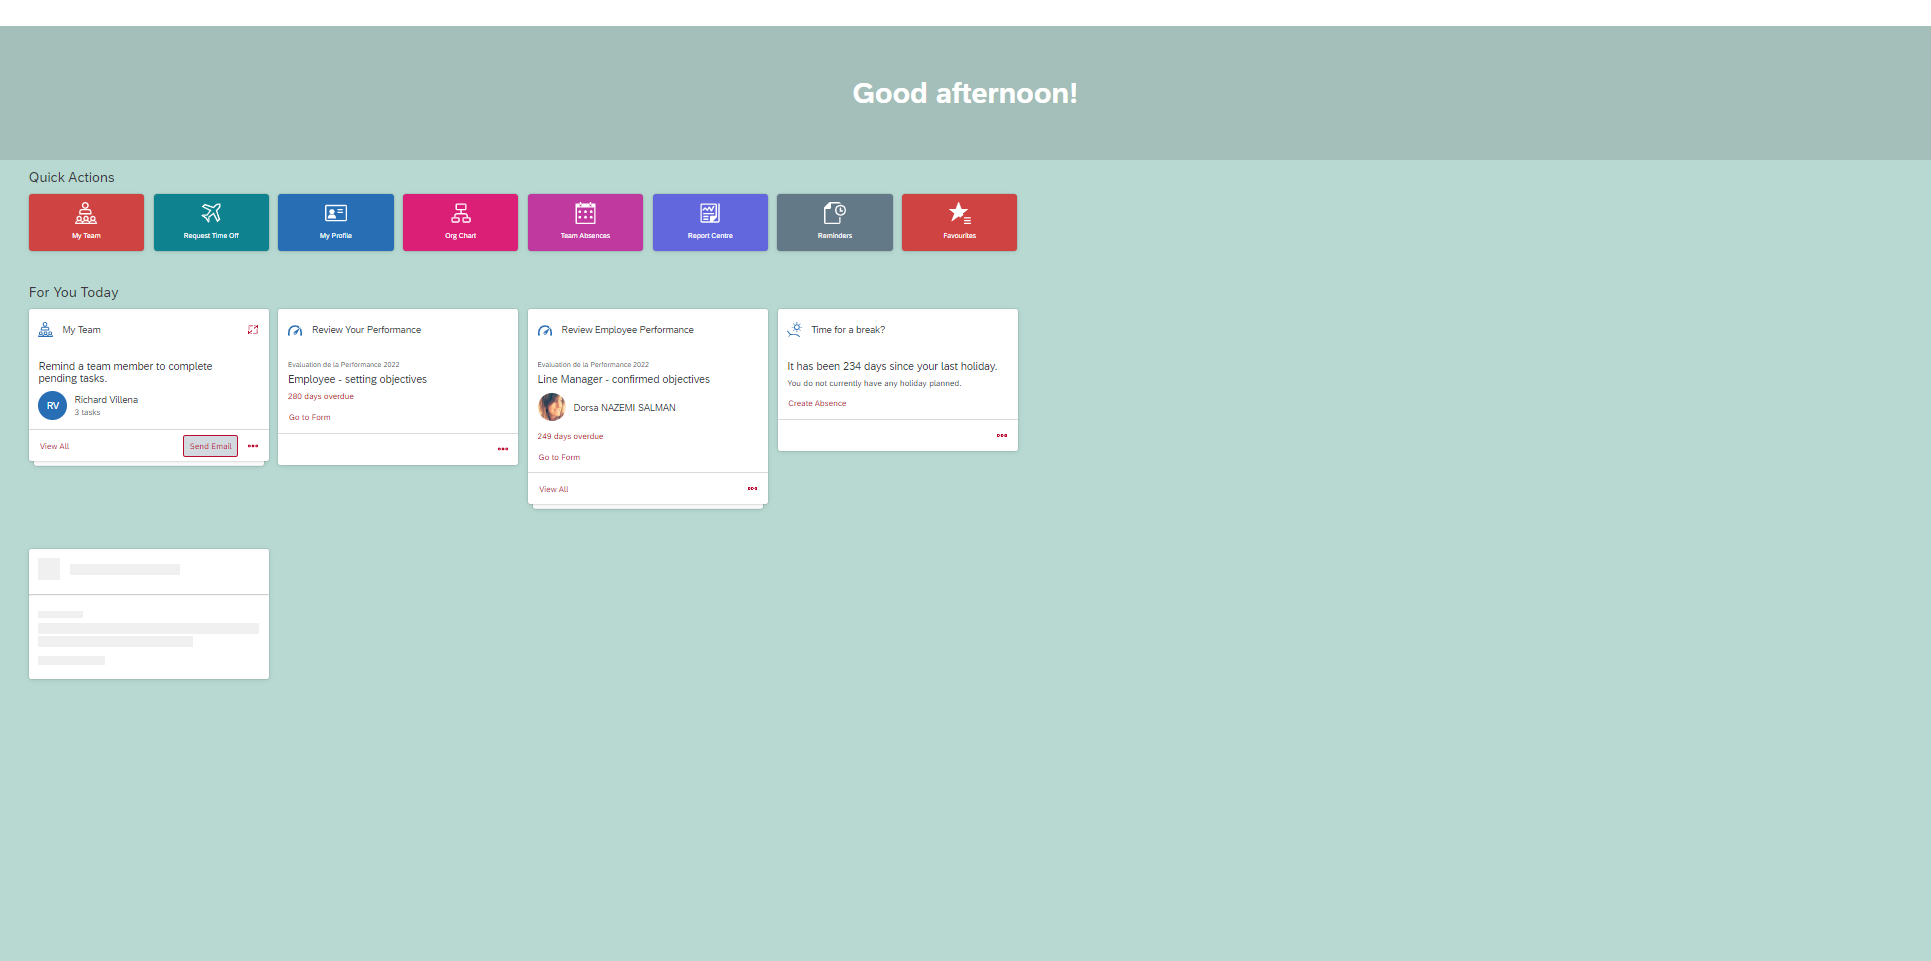 Good afternoon!
Quick Actions
My Team
Request Time Off
My Profile
Org Chart
Team Absences
Report Centre
Reminders
Favourites
For You Today
My Team
Remind a team member to complete
pending tasks.
RV
Richard Villena
3 tasks
View All
Send Email
Review Your Performance
Evaluation de la Performance 2022
Employee - setting objectives
280 days overdue
Go to Form
Review Employee Performance
Evaluation de la Performance 2022
Line Manager - confirmed objectives
Dorsa NAZEMI SALMAN
249 days overdue
Go to Form
View All
Time for a break?
It has been 234 days since your last holiday.
You do not currently have any holiday planned.
Create Absence